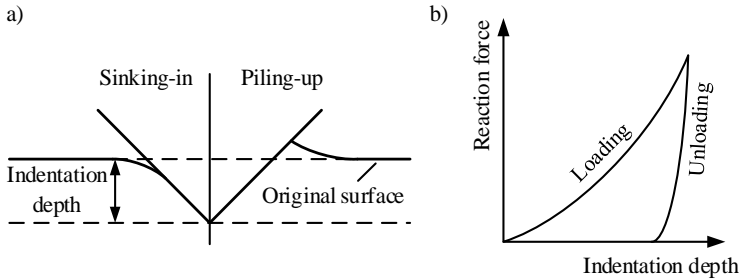 a)
Sinking-in
Piling-up
Indentation
depth
Original surface
b)
Reaction force
Loading
Unloading
Indentation depth